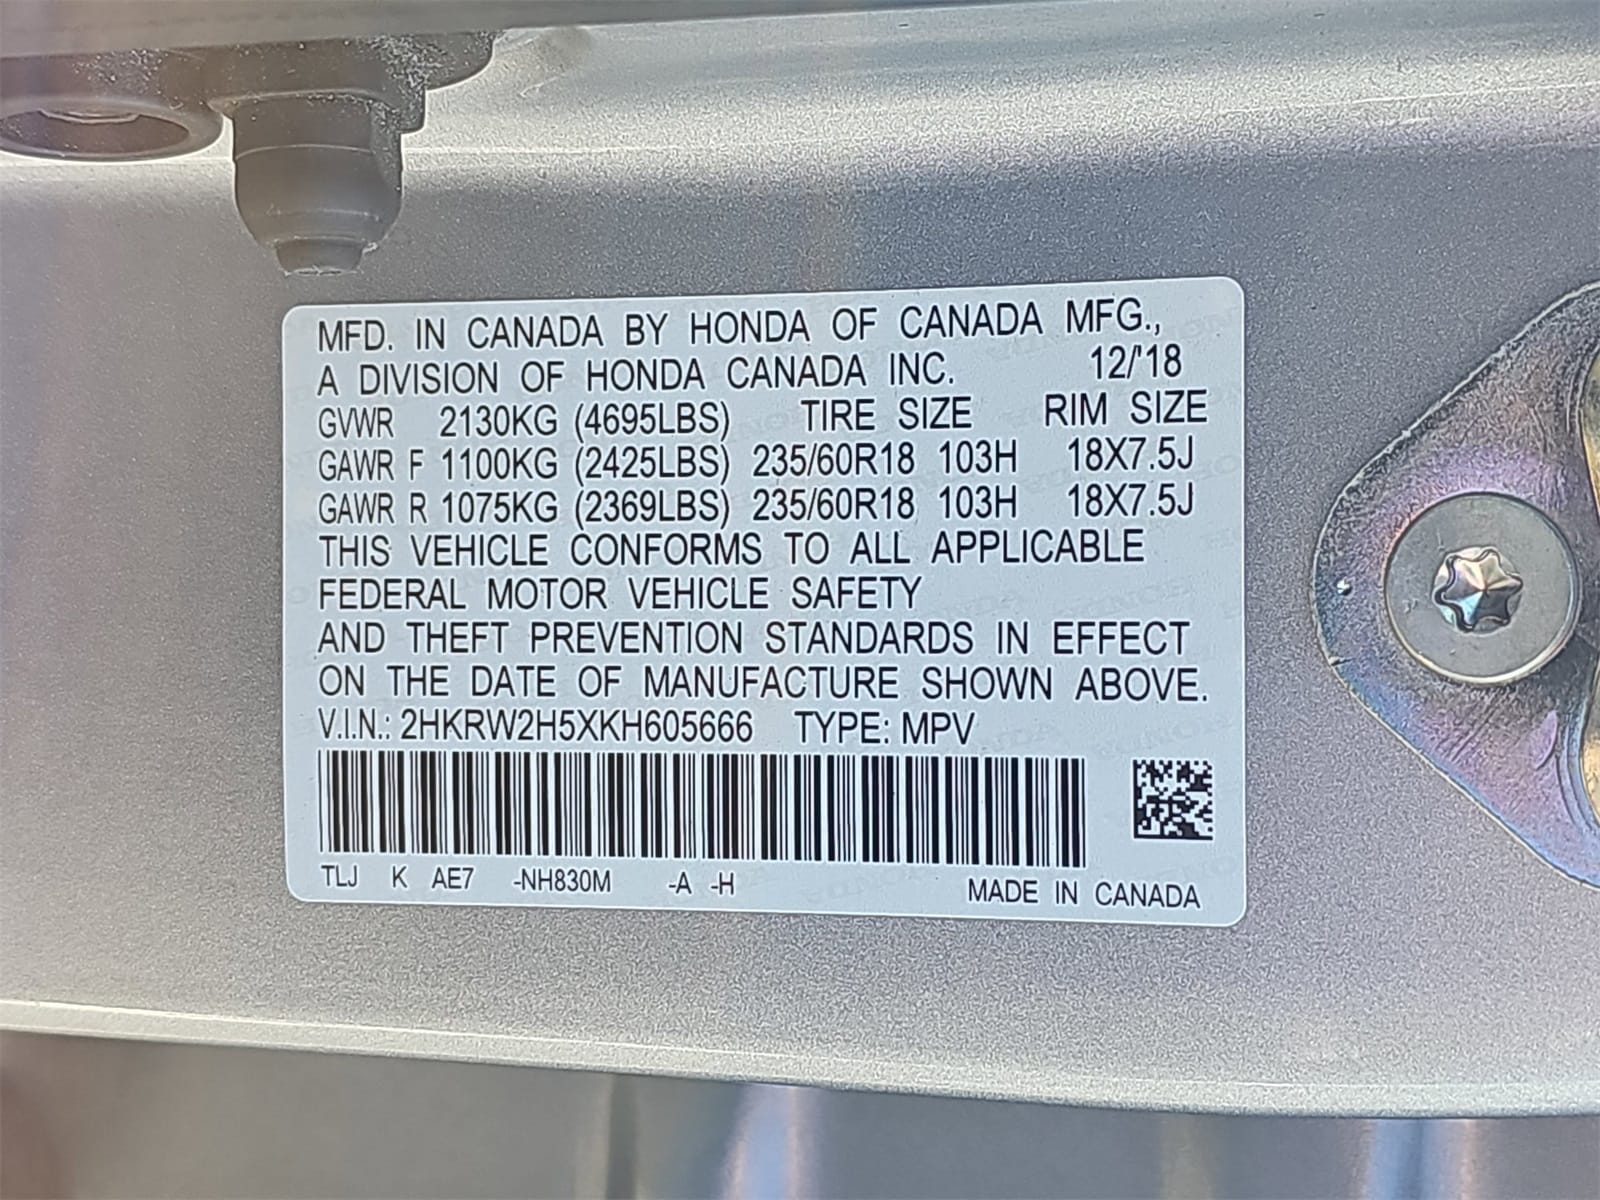 MFD. IN CANADA BY HONDA OF CANADA MFG.,
A DIVISION OF HONDA CANADA INC. 12/'18
GVWR 2130KG (4695LBS) TIRE SIZE RIM SIZE
GAWR F 1100KG (2425LBS) 235/60R18 103H 18X7.5J
GAWR R 1075KG (2369LBS) 235/60R18 103H 18X7.5J
THIS VEHICLE CONFORMS TO ALL APPLICABLE
FEDERAL MOTOR VEHICLE SAFETY
AND THEFT PREVENTION STANDARDS IN EFFECT
ON THE DATE OF MANUFACTURE SHOWN ABOVE.
V.I.N.: 2HKRW2H5XKH605666 TYPE: MPV
TLJ K AE7 -NH830M -A -H MADE IN CANADA